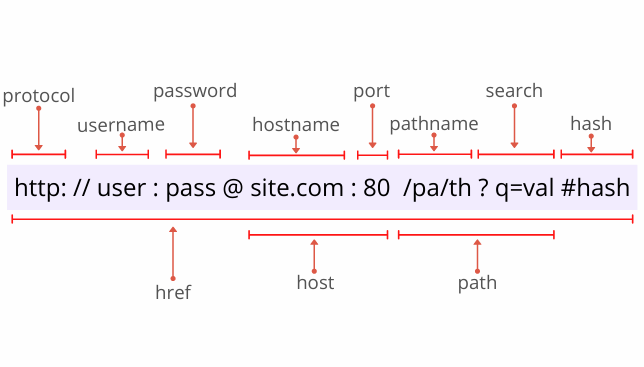 password port search
protocol
username hostname pathname hash
http: // user : pass @ site.com : 80 /pa/th ? q=val #hash
href host path